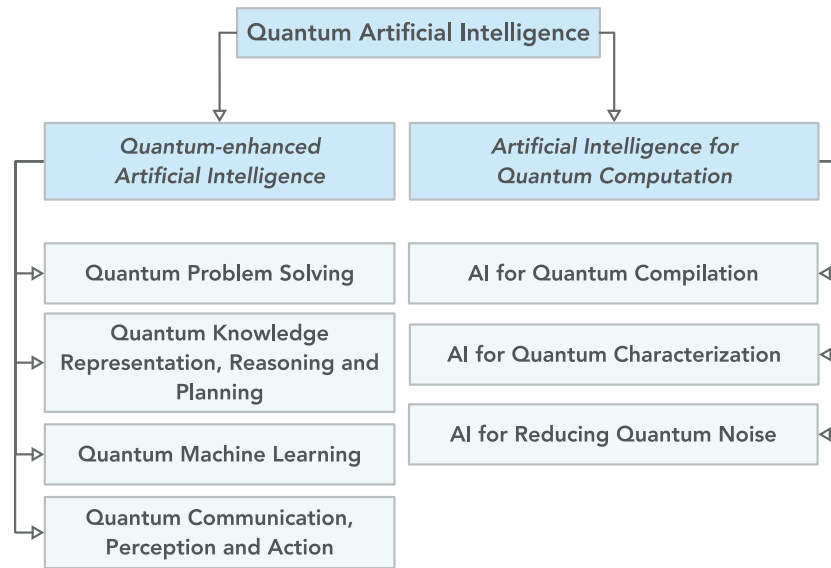 Quantum Artificial Intelligence
Quantum-enhanced
Artificial Intelligence
Artificial Intelligence for
Quantum Computation
Quantum Problem Solving
Quantum Knowledge
Representation, Reasoning and
Planning
Quantum Machine Learning
Quantum Communication,
Perception and Action
AI for Quantum Compilation
AI for Quantum Characterization
AI for Reducing Quantum Noise